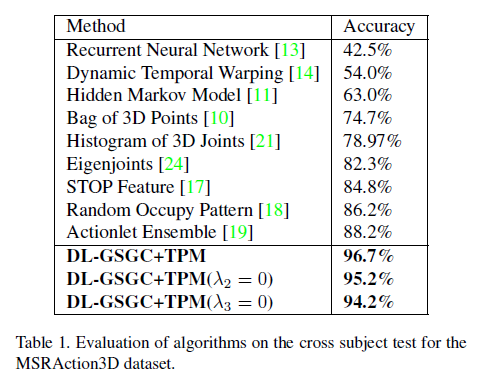 Method Accuracy
Recurrent Neural Network [13] 42.5%
Dynamic Temporal Warping [14] 54.0%
Hidden Markov Model [11] 63.0%
Bag of 3D Points [10] 74.7%
Histogram of 3D Joints [21] 78.97%
Eigenjoints [24] 82.3%
STOP Feature [17] 84.8%
Random Occupy Pattern [18] 86.2%
Actionlet Ensemble [19] 88.2%
DL-GSGC+TPM 96.7%
DL-GSGC+TPM(λ₂ = 0) 95.2%
DL-GSGC+TPM(λ₃ = 0) 94.2%
Table 1. Evaluation of algorithms on the cross subject test for the
MSRAction3D dataset.